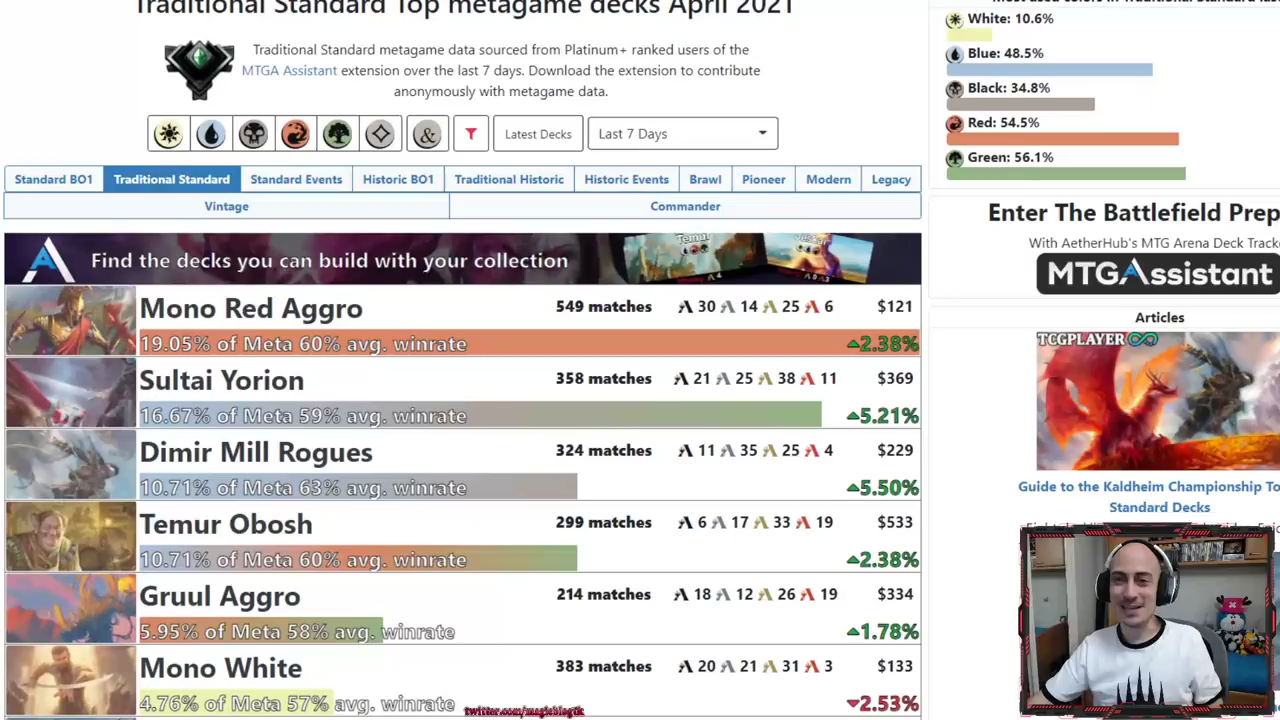 Traditional Standard Top metagame decks April 2021
Traditional Standard metagame data sourced from Platinum+ ranked users of the
MTGA Assistant extension over the last 7 days. Download the extension to contribute
anonymously with metagame data.
Latest Decks
Last 7 Days
Standard BO1
Traditional Standard
Standard Events
Historic BO1
Traditional Historic
Historic Events
Brawl
Pioneer
Modern
Legacy
Vintage
Commander
Find the decks you can build with your collection
Mono Red Aggro 549 matches 30 14 25 6 $121
19.05% of Meta 60% avg. winrate 2.38%
Sultai Yorion 358 matches 21 25 38 11 $369
16.67% of Meta 59% avg. winrate 5.21%
Dimir Mill Rogues 324 matches 11 35 25 4 $229
10.71% of Meta 63% avg. winrate 5.50%
Temur Obosh 299 matches 6 17 33 19 $533
10.71% of Meta 60% avg. winrate 2.38%
Gruul Aggro 214 matches 18 12 26 19 $334
5.95% of Meta 58% avg. winrate 1.78%
Mono White 383 matches 20 21 31 3 $133
4.76% of Meta 57% avg. winrate 2.53%
twitter.com/magicblogtk
White: 10.6%
Blue: 48.5%
Black: 34.8%
Red: 54.5%
Green: 56.1%
Enter The Battlefield Prep
With AetherHub's MTG Arena Deck Track
MTGAssistant
Articles
TCGPLAYER
Guide to the Kaldheim Championship To
Standard Decks